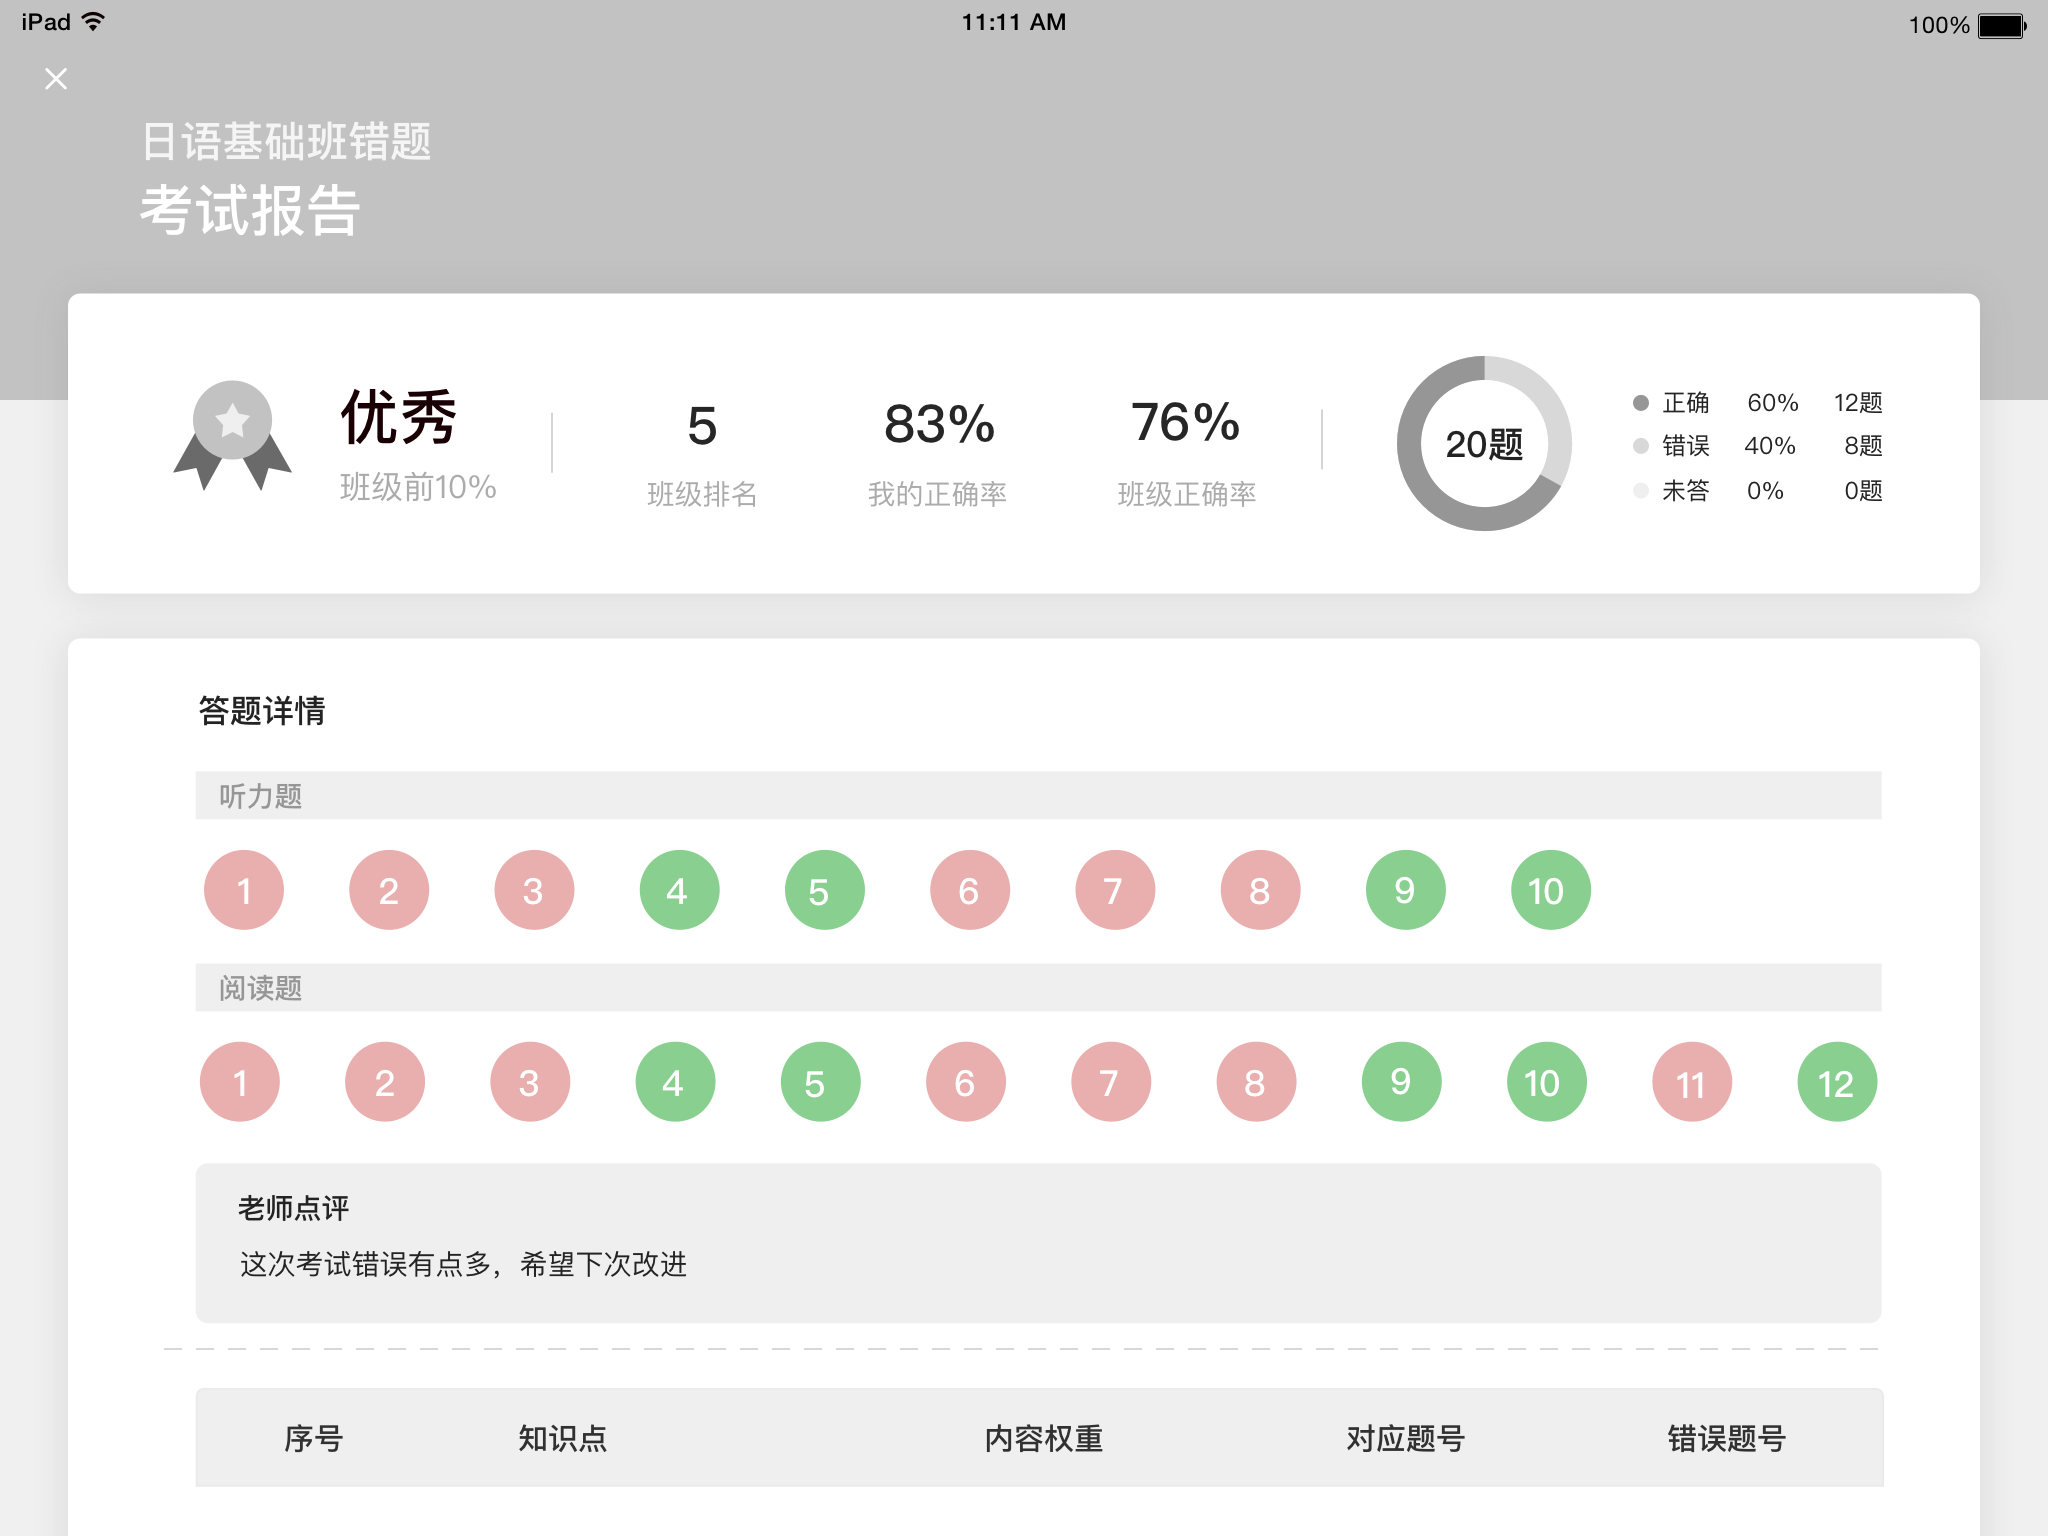 iPad 11:11 AM 100%
日语基础班错题
考试报告
优秀
班级前10%
5
班级排名
83%
我的正确率
76%
班级正确率
20题
正确 60% 12题
错误 40% 8题
未答 0% 0题
答题详情
听力题
1 2 3 4 5 6 7 8 9 10
阅读题
1 2 3 4 5 6 7 8 9 10 11 12
老师点评
这次考试错误有点多，希望下次改进
序号 知识点 内容权重 对应题号 错误题号